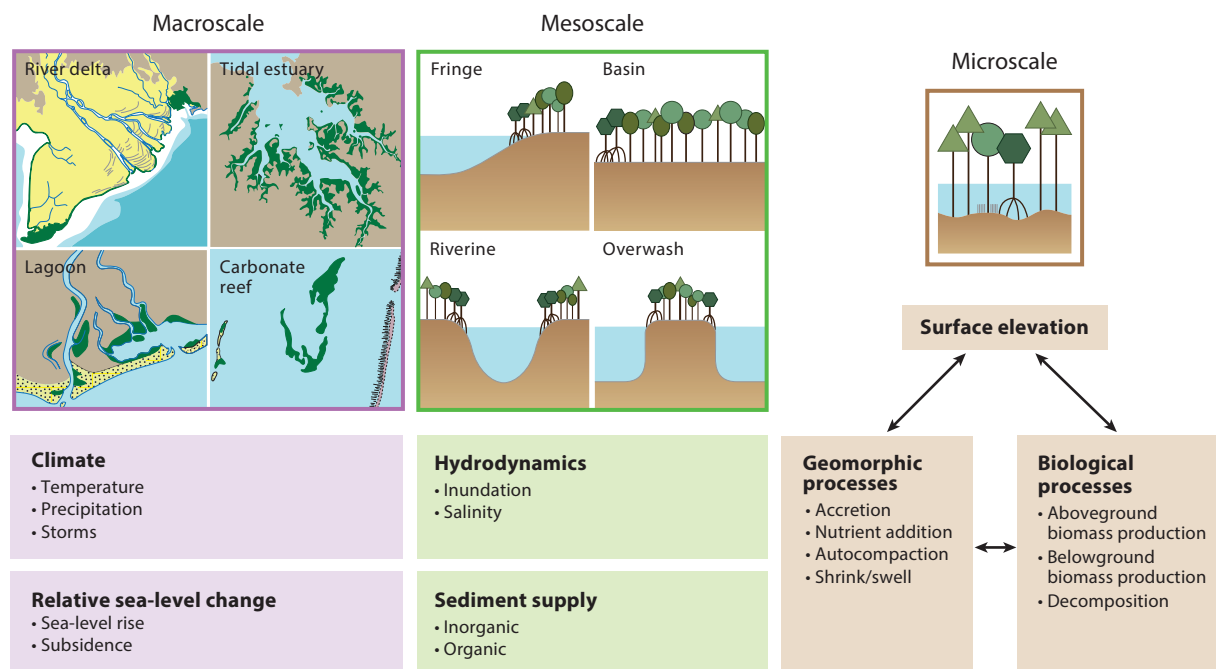 Macroscale
River delta
Tidal estuary
Lagoon
Carbonate
reef
Climate
• Temperature
• Precipitation
• Storms
Relative sea-level change
• Sea-level rise
• Subsidence
Mesoscale
Fringe
Basin
Riverine
Overwash
Hydrodynamics
• Inundation
• Salinity
Sediment supply
• Inorganic
• Organic
Microscale
Surface elevation
Geomorphic
processes
• Accretion
• Nutrient addition
• Autocompaction
• Shrink/swell
Biological
processes
• Aboveground
biomass production
• Belowground
biomass production
• Decomposition